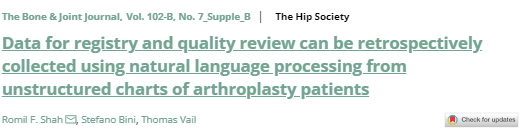 The Bone & Joint Journal, Vol. 102-B, No. 7_Supple_B | The Hip Society
Data for registry and quality review can be retrospectively
collected using natural language processing from
unstructured charts of arthroplasty patients
Romil F. Shah, Stefano Bini, Thomas Vail
Check for updates